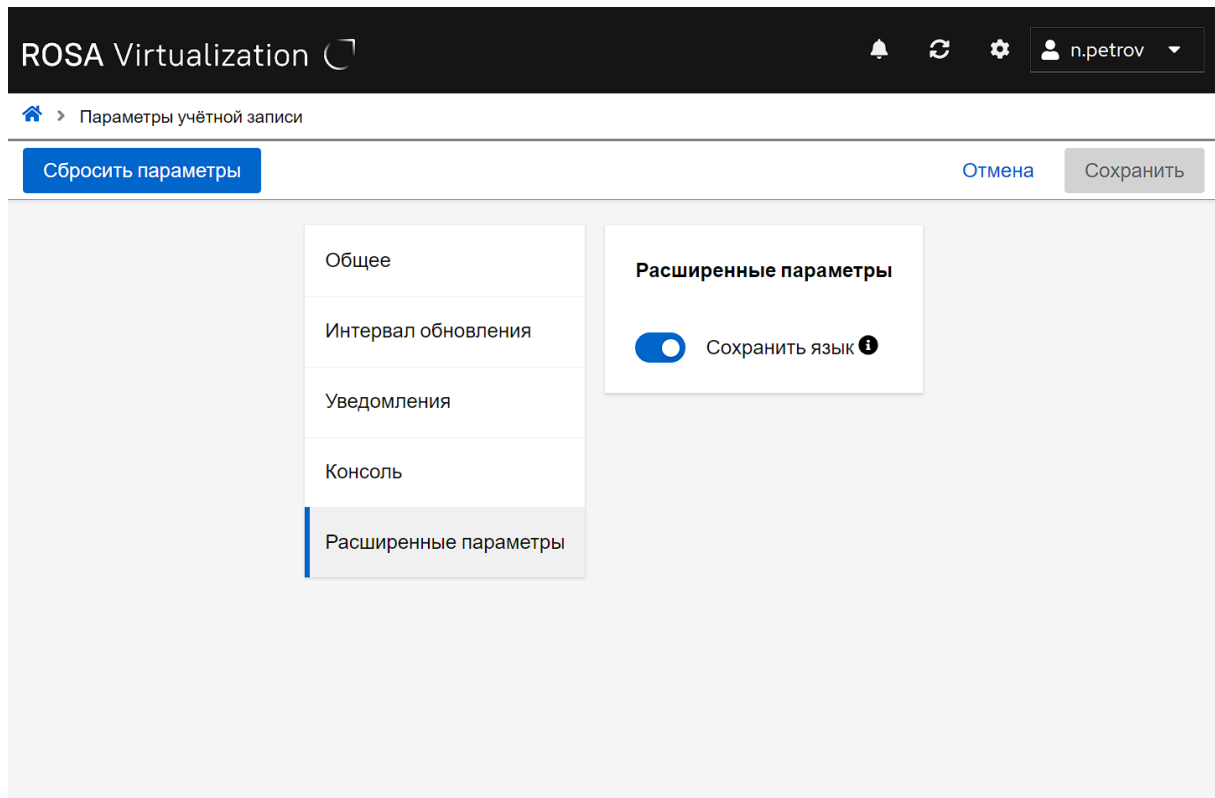 ROSA Virtualization
n.petrov
Параметры учётной записи
Сбросить параметры
Отмена
Сохранить
Общее
Интервал обновления
Уведомления
Консоль
Расширенные параметры
Расширенные параметры
Сохранить язык